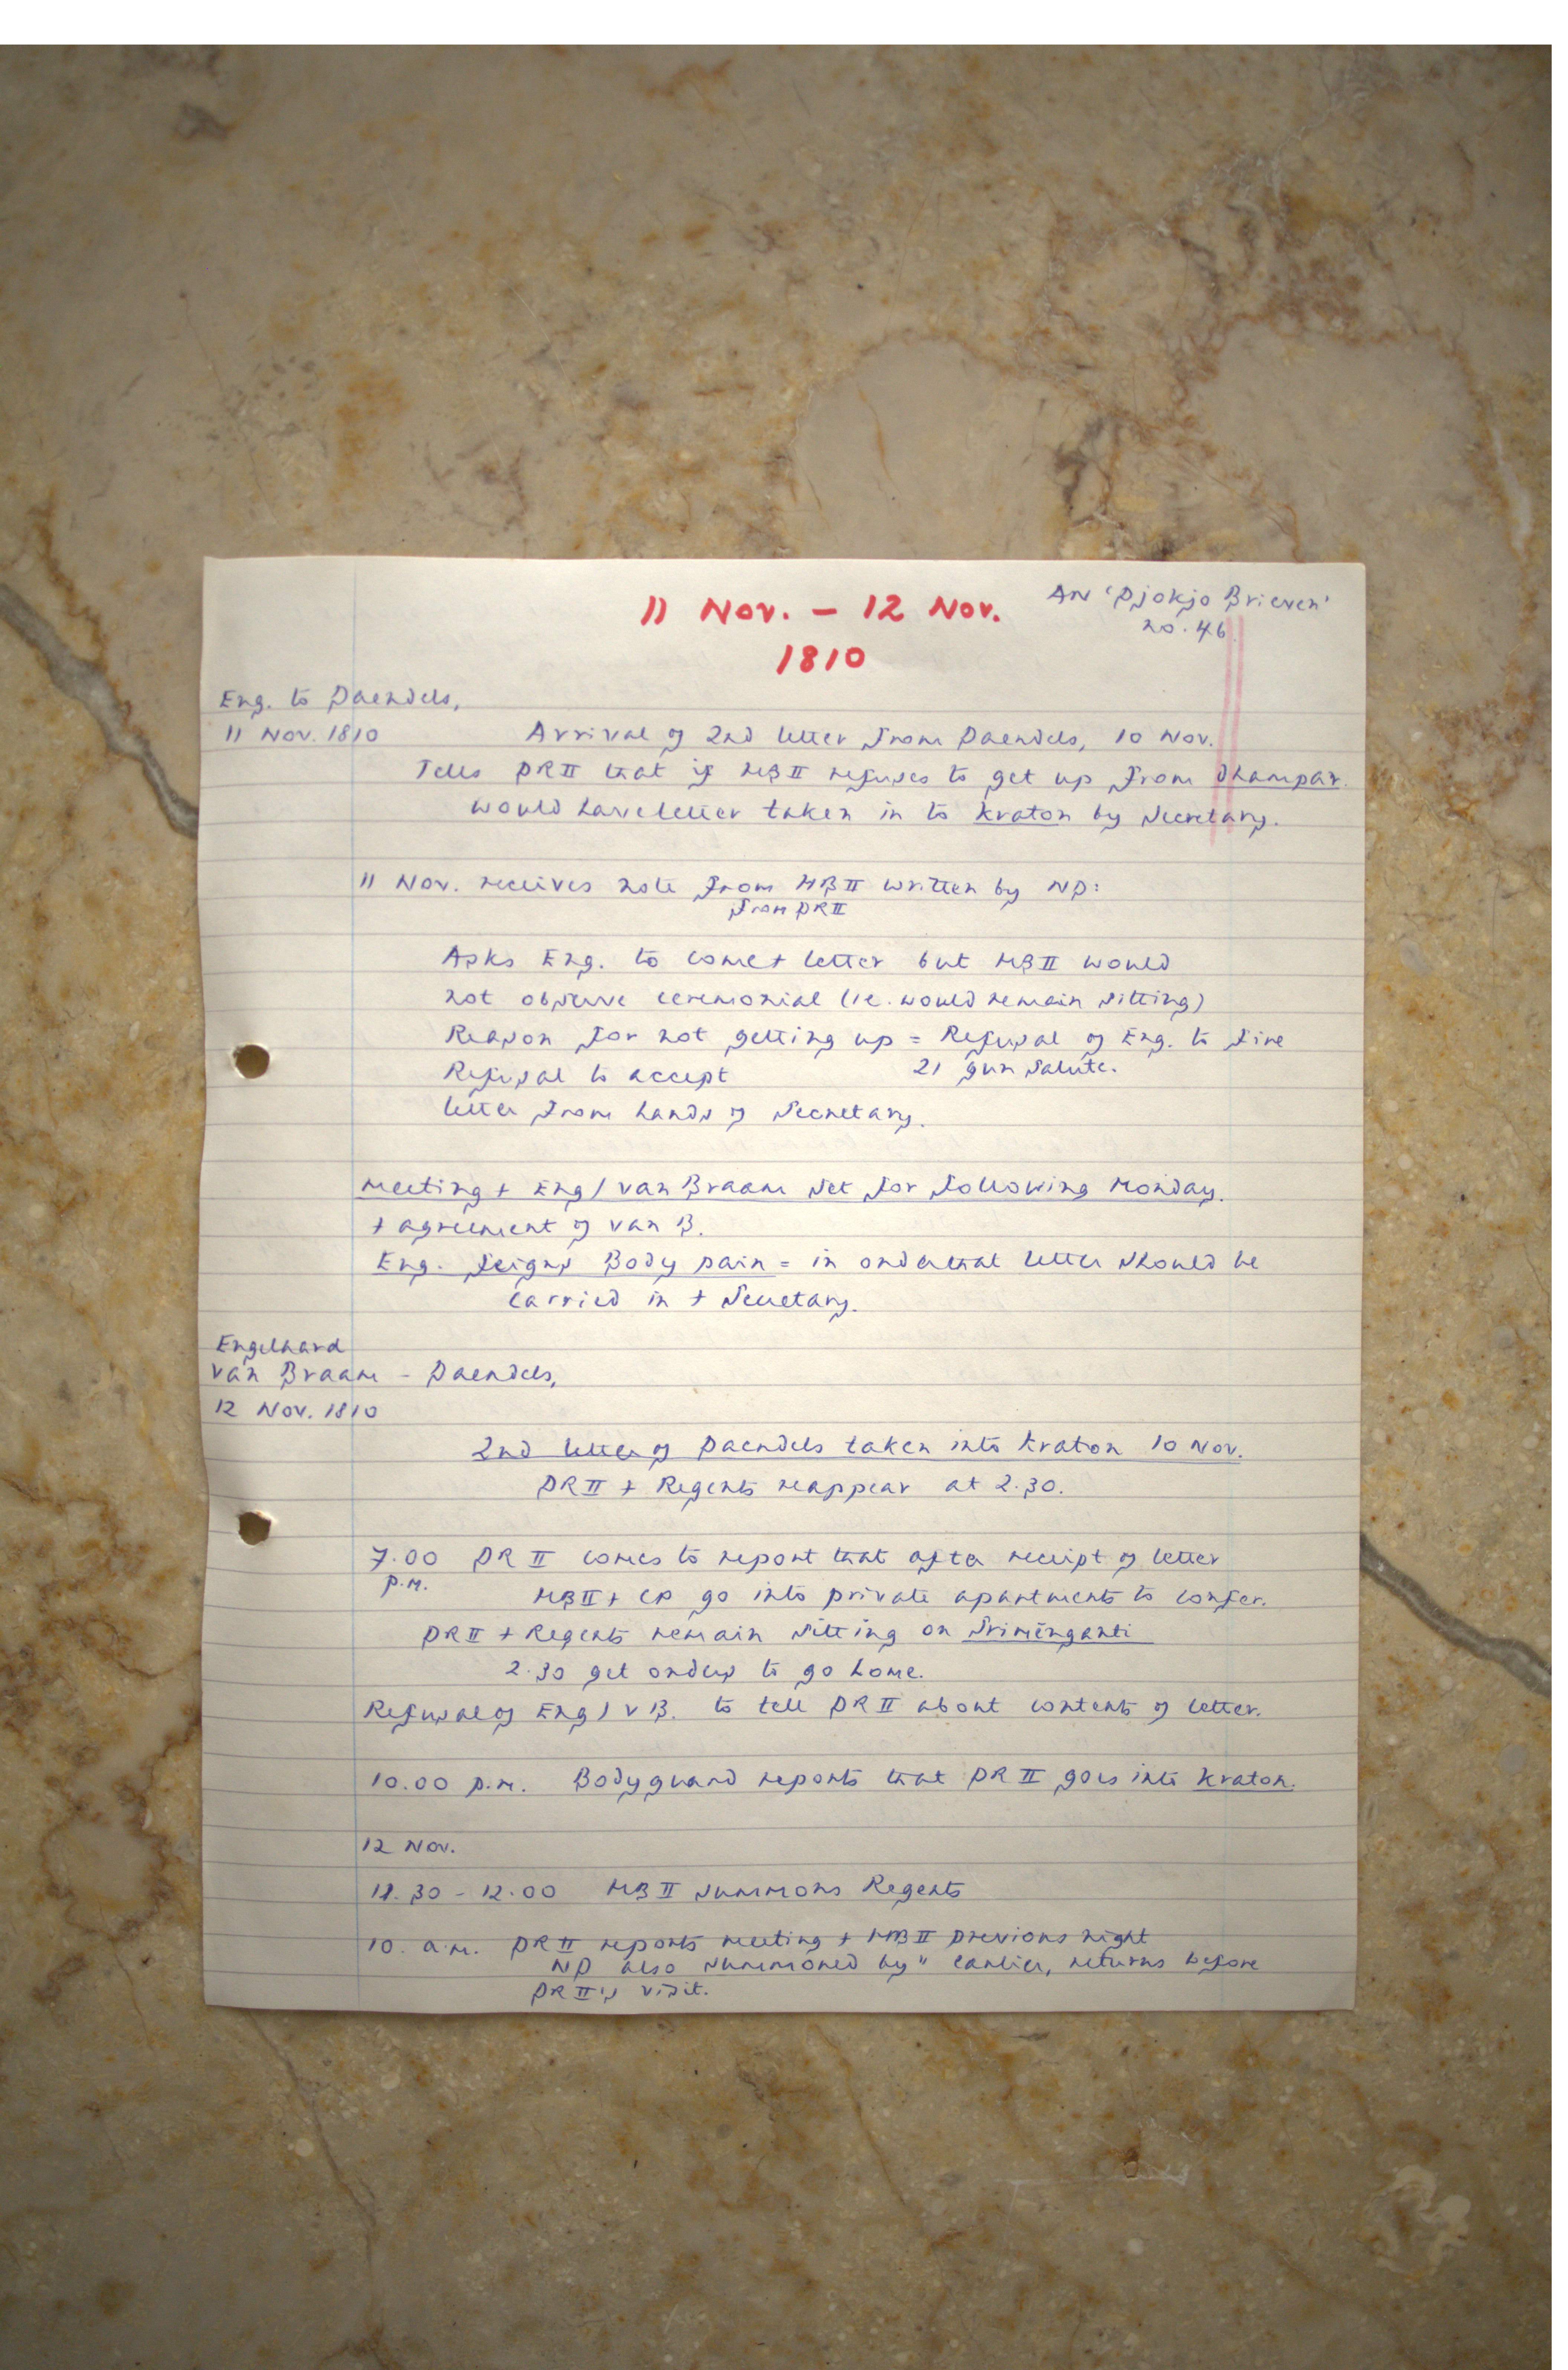 11 Nov. - 12 Nov.
1810
AN 'Djokjo Brieven'
no. 46
Eng. to Daendels,
11 Nov. 1810
Arrival of 2nd letter from Daendels, 10 Nov.
Tells DR II that if HB II refuses to get up from dhampar
would have letter taken in to kraton by Secretary.
11 Nov. receives note from HB II written by ND:
from DR II
Asks Eng. to come + letter but HB II would
not observe ceremonial (i.e. would remain sitting)
Reason for not getting up = Refusal of Eng. to fire
21 gun salute.
Refusal to accept
letter from hands of Secretary.
Meeting + Eng / van Braam set for following Monday.
+ agreement of van B.
Eng. feigns Body pain = in order that letter should be
carried in + Secretary.
Engelhard
van Braam - Daendels,
12 Nov. 1810
2nd letter of Daendels taken into kraton 10 Nov.
DR II + Regents reappear at 2.30.
7.00 DR II comes to report that after receipt of letter
p.m.
HB II + CP go into private apartments to confer.
DR II + Regents remain sitting on Srimĕnganti
2.30 get orders to go home.
Refusal of Eng / v B. to tell DR II about contents of letter.
10.00 p.m. Bodyguard reports that DR II goes into kraton.
12 Nov.
11.30 - 12.00 HB II summons Regents
10. a.m. DR II reports meeting + HB II previous night
ND also summoned by " earlier, returns before
DR II's visit.